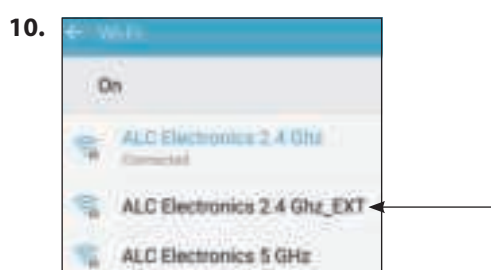 10.
Wi-Fi
On
ALC Electronics 2.4 Ghz
Connected
ALC Electronics 2.4 Ghz_EXT
ALC Electronics 5 GHz